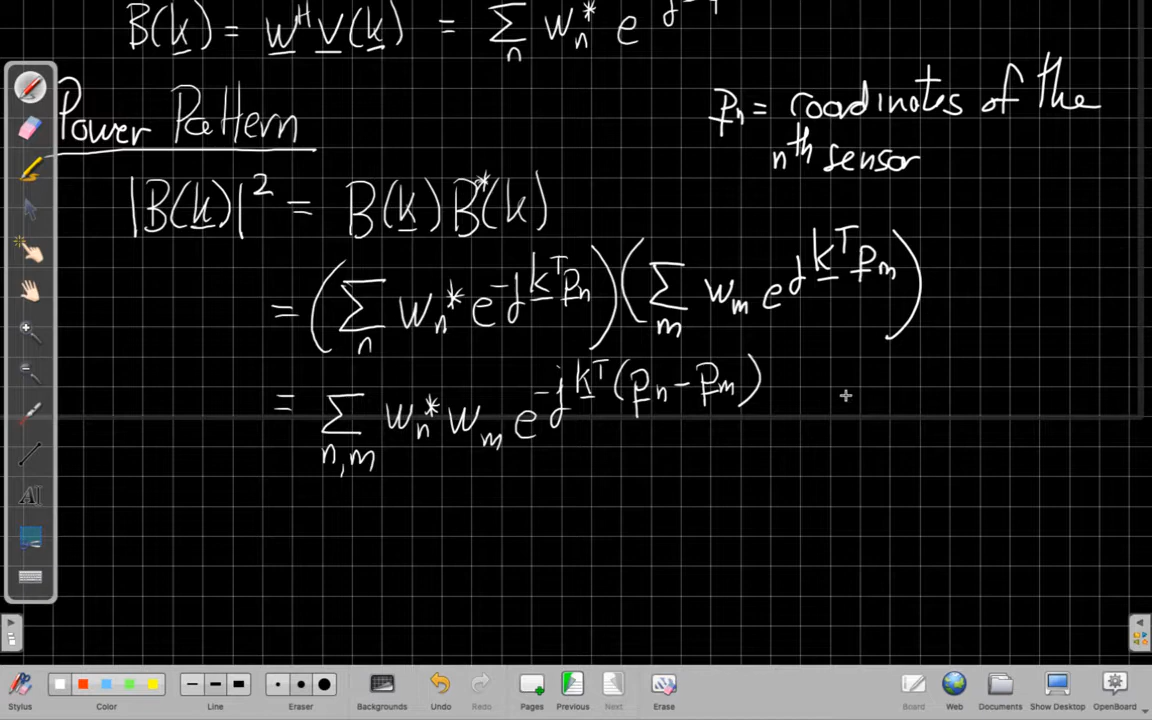 B(k) = w^H V(k) = Σ_n w_n^* e^{j
Power Pattern
p_n = coordinates of the
nth sensor
|B(k)|^2 = B(k) B^*(k)
= (Σ_n w_n^* e^{-j k^T p_n}) (Σ_m w_m e^{j k^T p_m})
= Σ_{n,m} w_n^* w_m e^{-j k^T (p_n - p_m)}
Stylus
Color
Line
Eraser
Backgrounds
Undo
Redo
Pages
Previous
Next
Erase
Board
Web
Documents
Show Desktop
OpenBoard